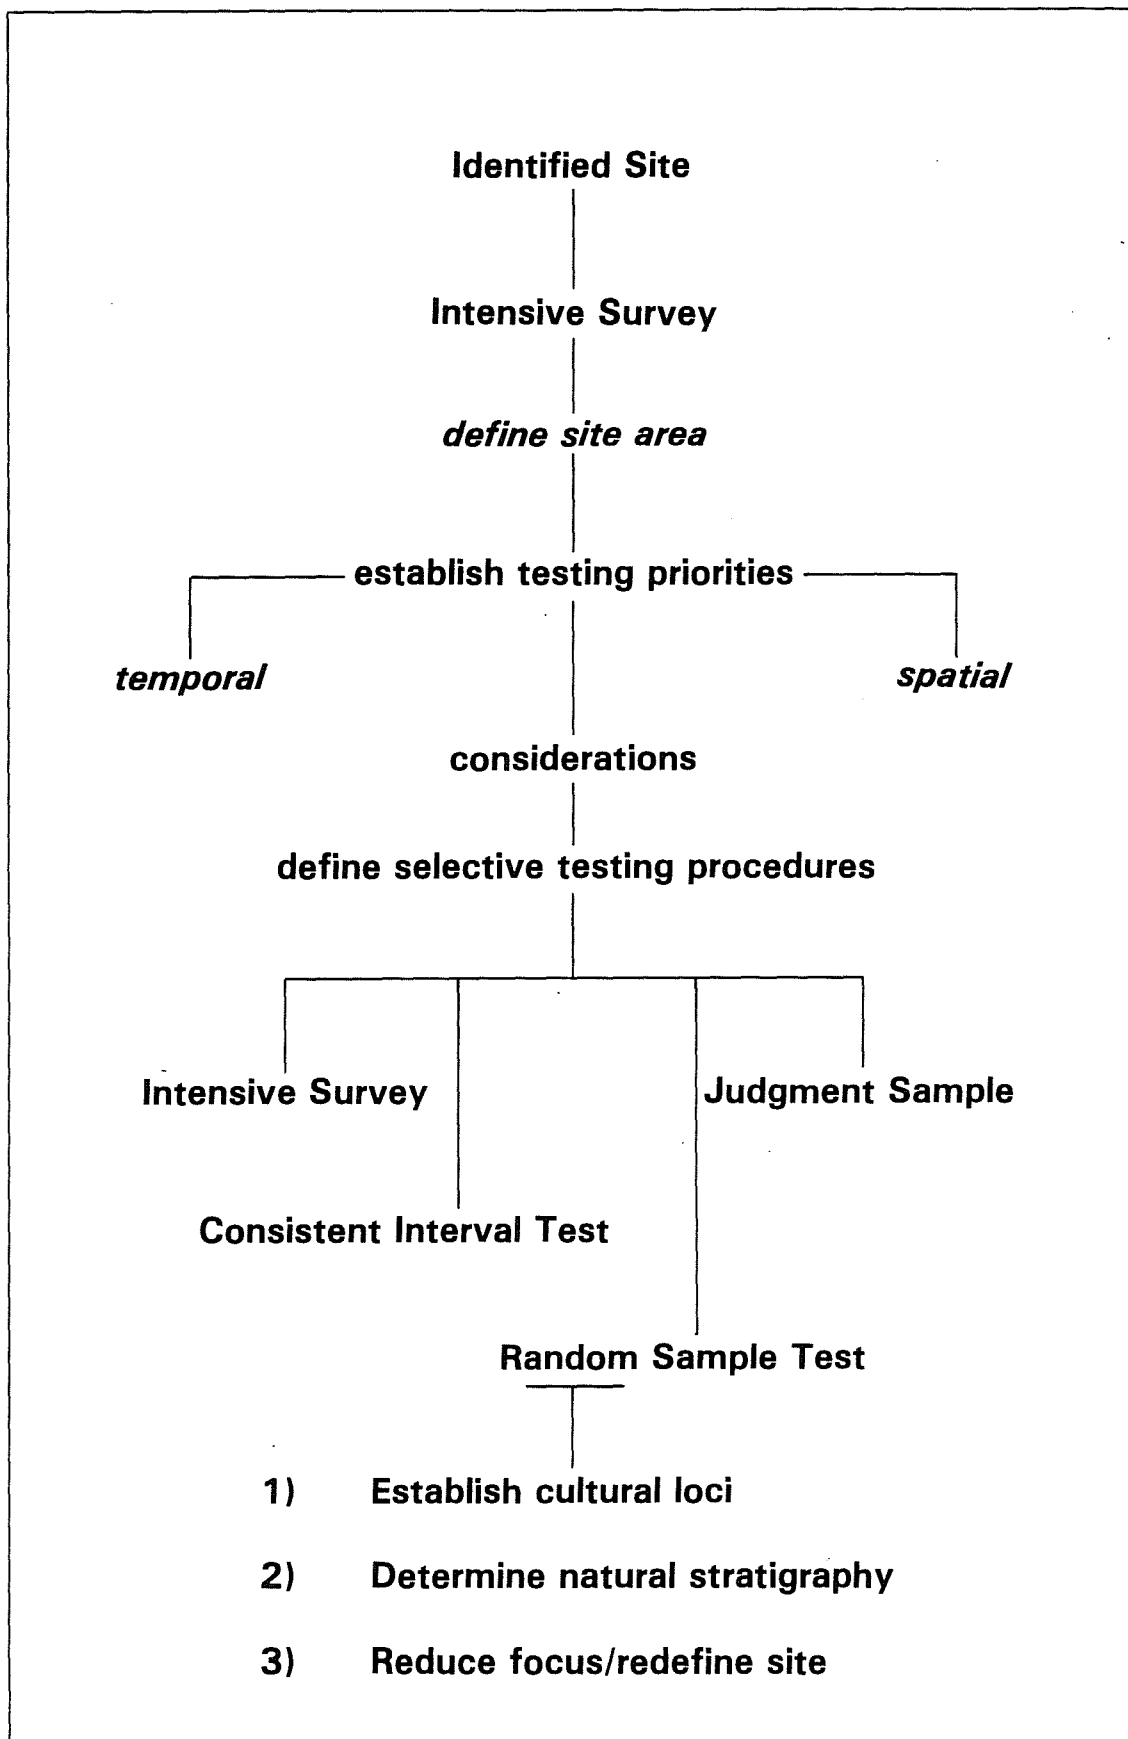 Identified Site
Intensive Survey
define site area
establish testing priorities
temporal
spatial
considerations
define selective testing procedures
Intensive Survey
Judgment Sample
Consistent Interval Test
Random Sample Test
1) Establish cultural loci
2) Determine natural stratigraphy
3) Reduce focus/redefine site